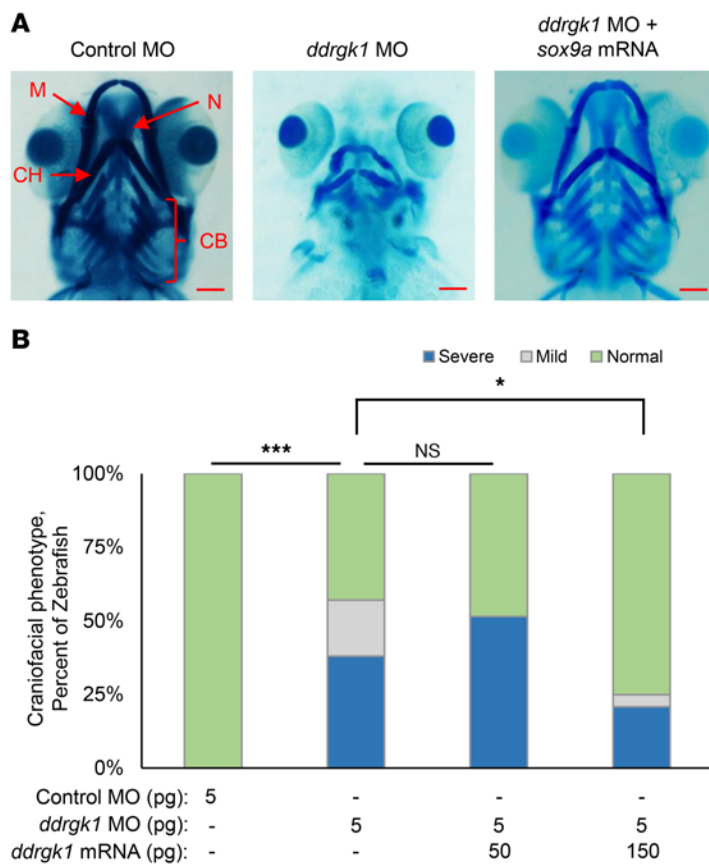 A
Control MO
ddrgk1 MO
ddrgk1 MO +
sox9a mRNA
M
N
CH
CB
B
Severe Mild Normal
*
***
NS
100%
75%
50%
25%
0%
Craniofacial phenotype,
Percent of Zebrafish
Control MO (pg): 5 - - -
ddrgk1 MO (pg): - 5 5 5
ddrgk1 mRNA (pg): - - 50 150